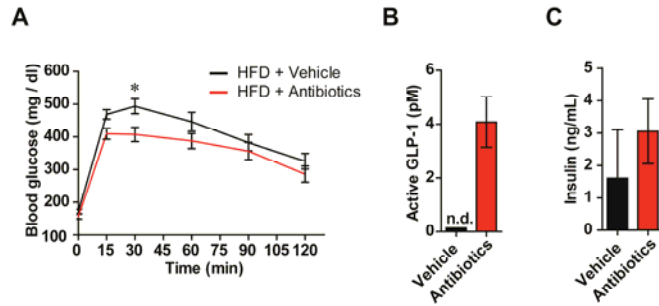 A
HFD + Vehicle
HFD + Antibiotics
600
500
400
300
200
100
*
0 15 30 45 60 75 90 105 120
Time (min)
Blood glucose (mg / dl)
B
6
4
2
0
n.d.
Active GLP-1 (pM)
Vehicle
Antibiotics
C
5
4
3
2
1
0
Insulin (ng/mL)
Vehicle
Antibiotics